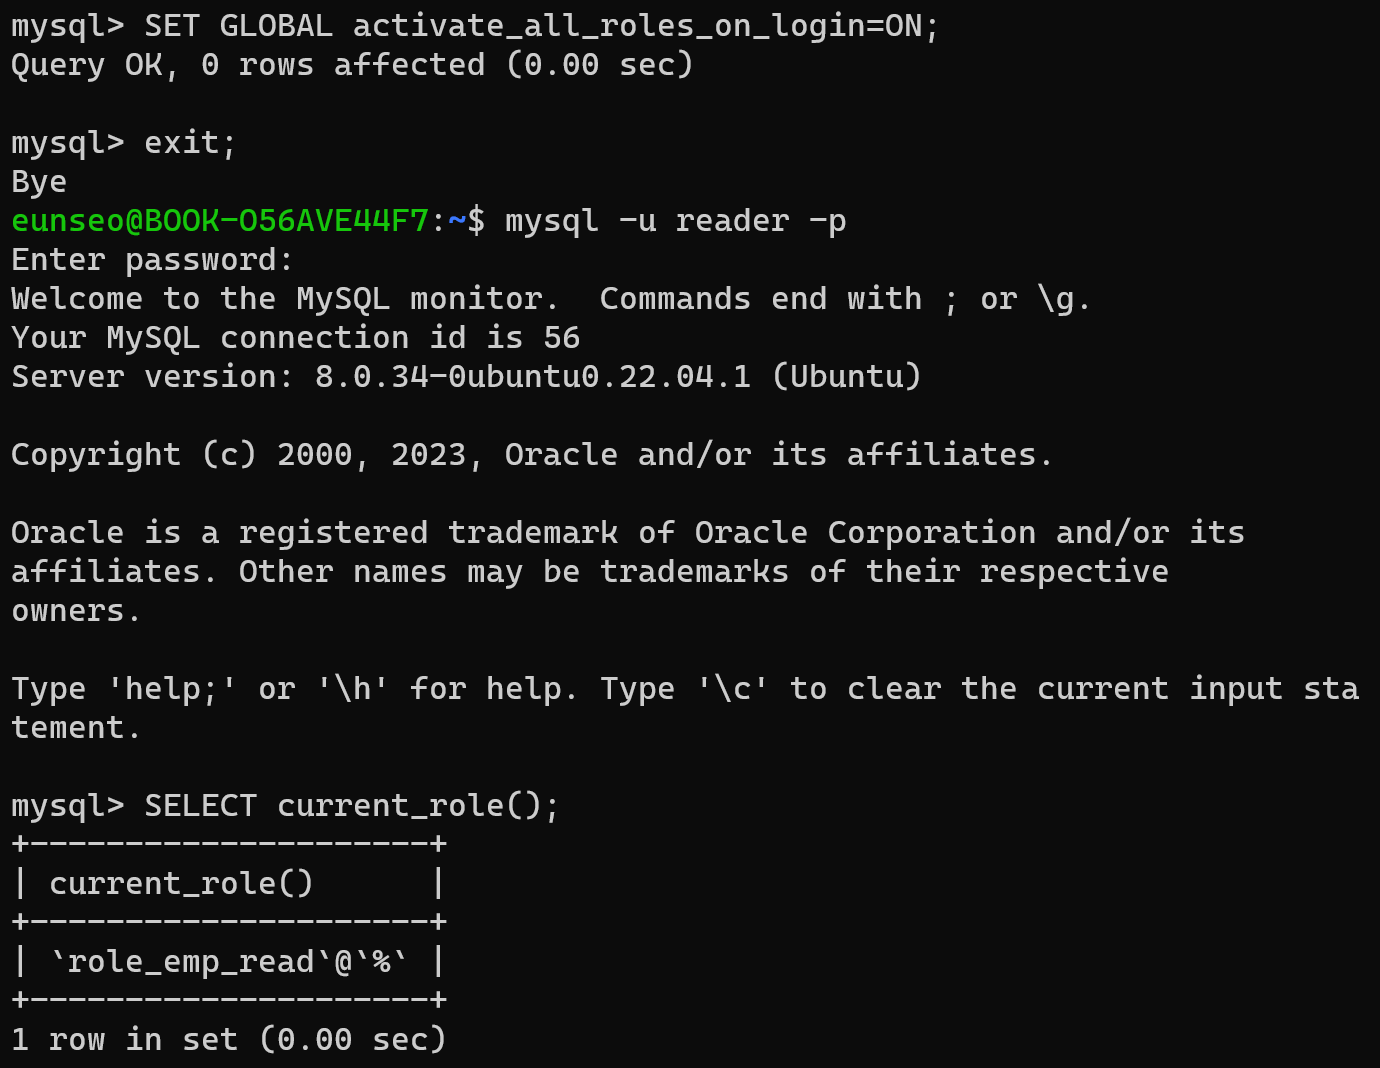 mysql> SET GLOBAL activate_all_roles_on_login=ON;
Query OK, 0 rows affected (0.00 sec)
mysql> exit;
Bye
eunseo@BOOK-O56AVE44F7:~$ mysql -u reader -p
Enter password:
Welcome to the MySQL monitor.  Commands end with ; or \g.
Your MySQL connection id is 56
Server version: 8.0.34-0ubuntu0.22.04.1 (Ubuntu)
Copyright (c) 2000, 2023, Oracle and/or its affiliates.
Oracle is a registered trademark of Oracle Corporation and/or its
affiliates. Other names may be trademarks of their respective
owners.
Type 'help;' or '\h' for help. Type '\c' to clear the current input sta
tement.
mysql> SELECT current_role();
+---------------------+
| current_role()      |
+---------------------+
| `role_emp_read`@`%` |
+---------------------+
1 row in set (0.00 sec)